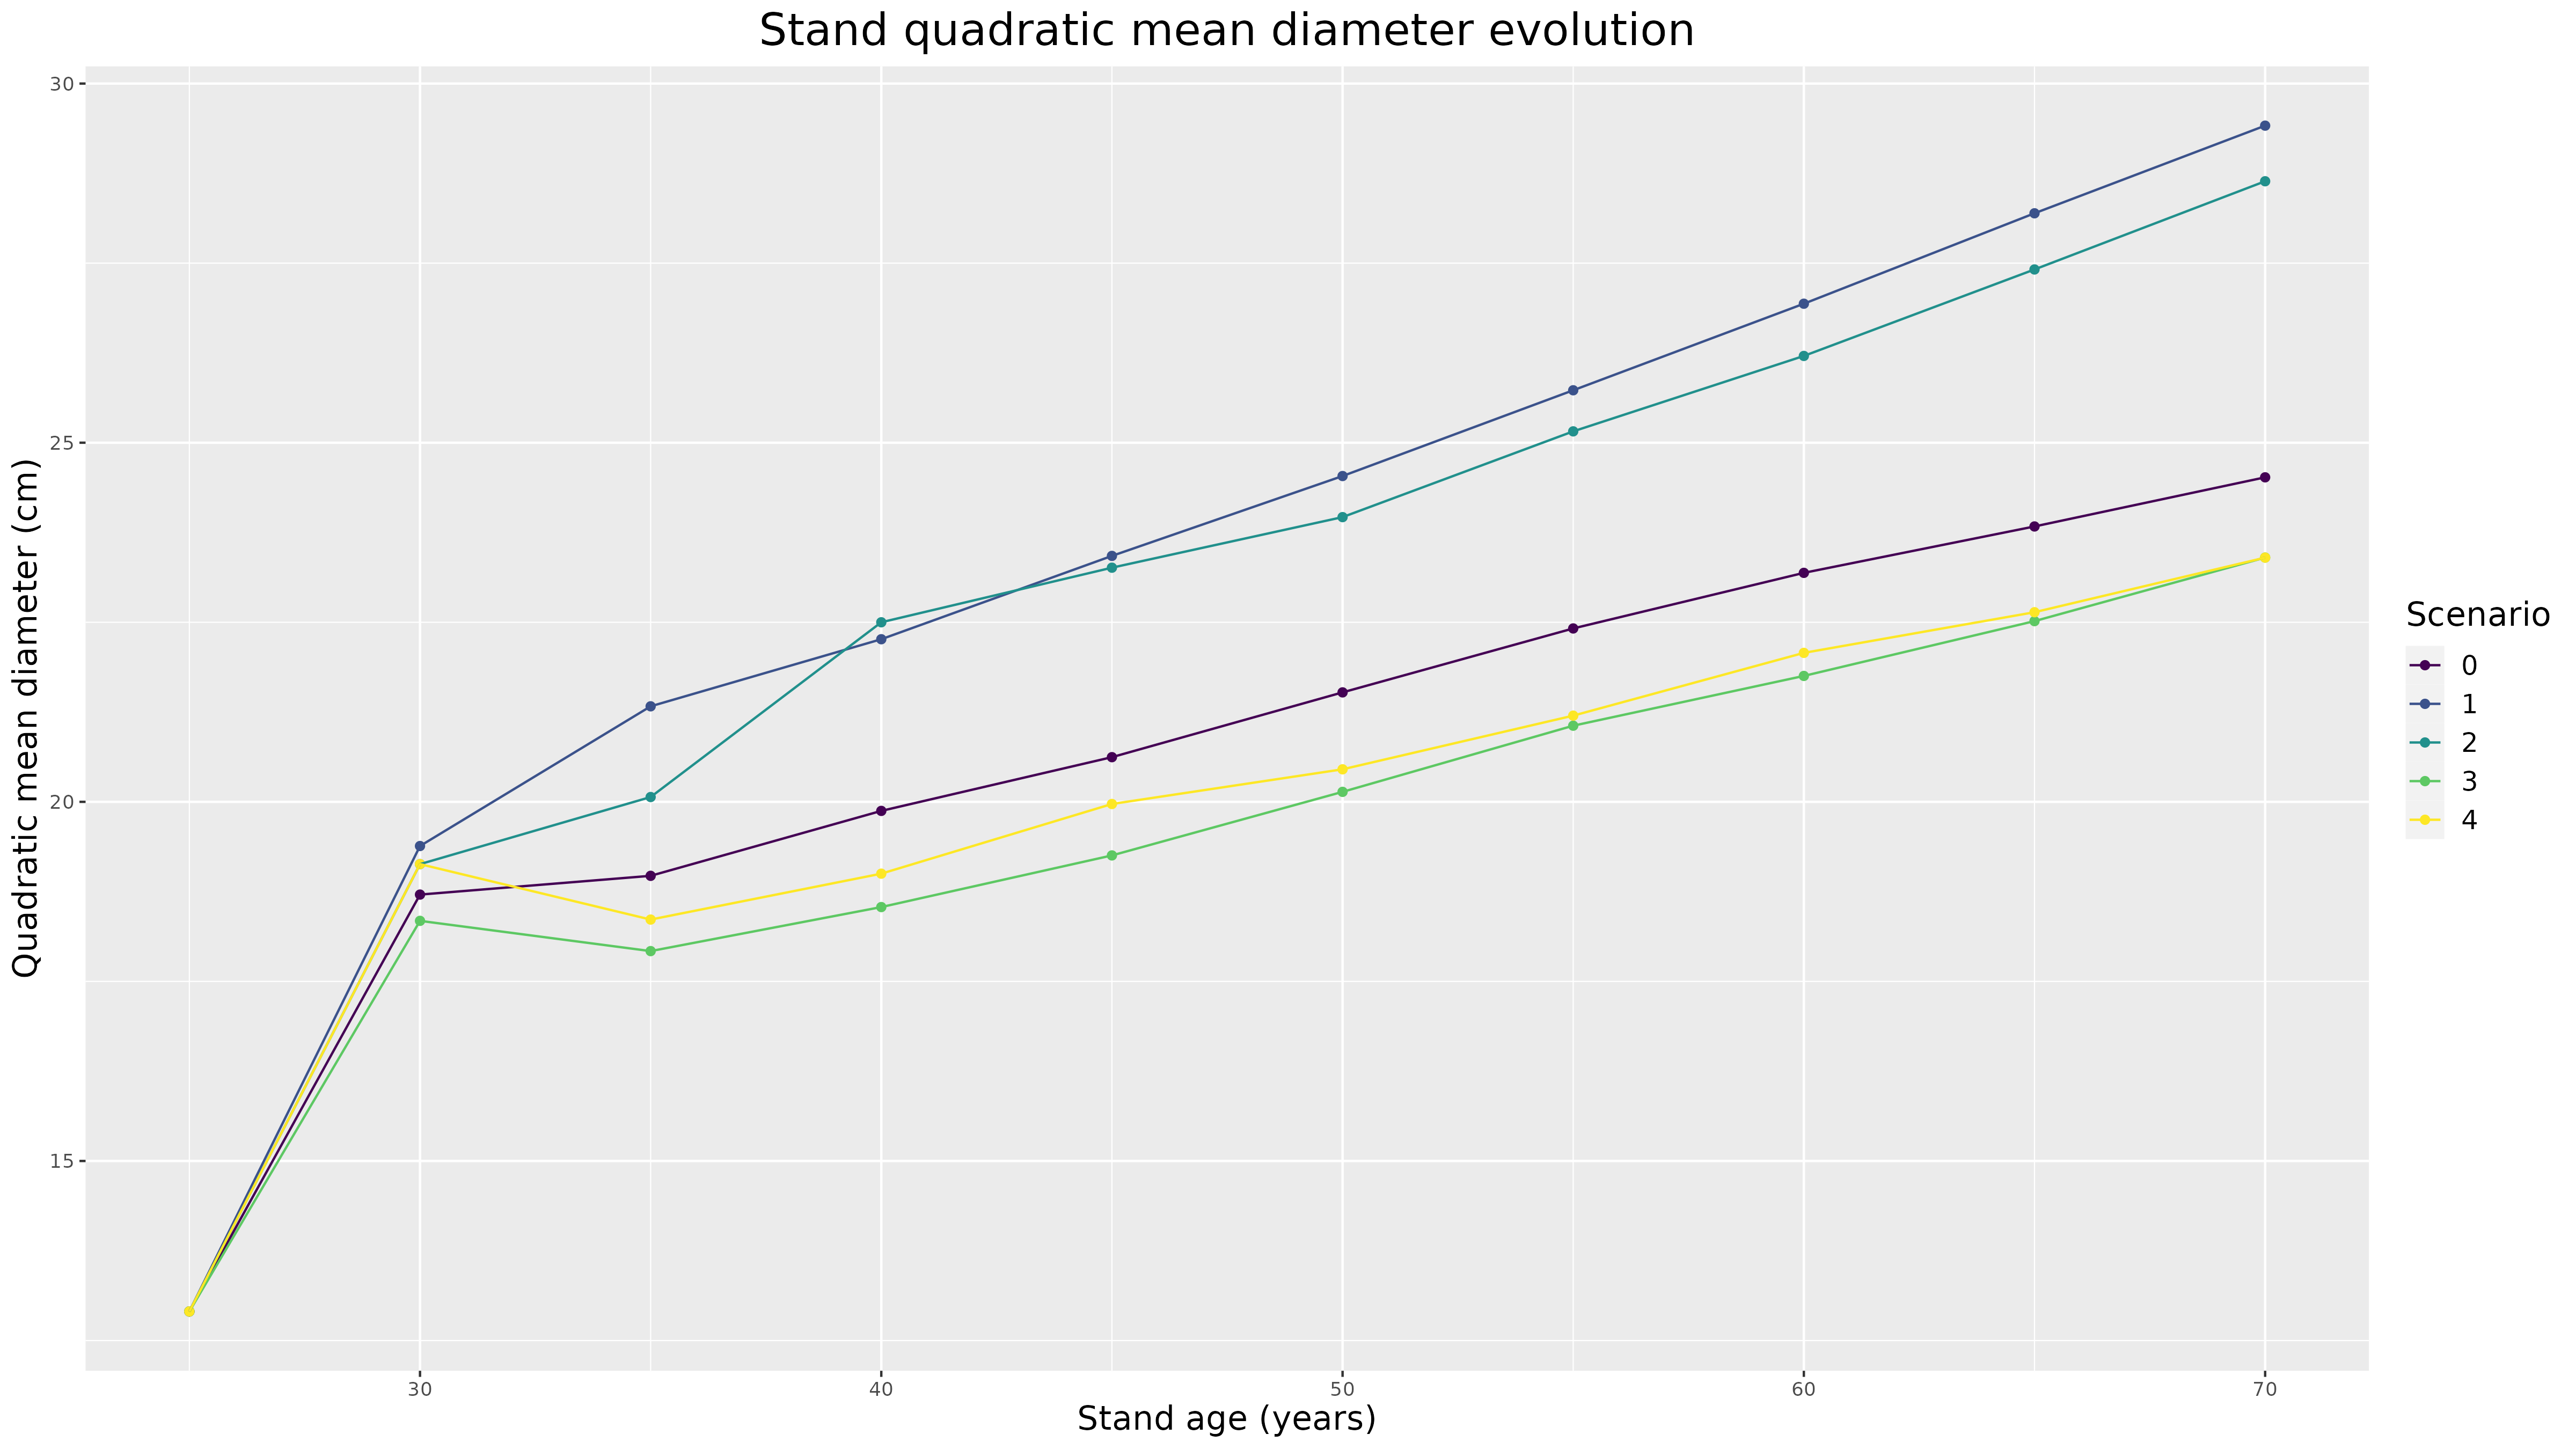 Stand quadratic mean diameter evolution
30
25
20
15
Quadratic mean diameter (cm)
30 40 50 60 70
Stand age (years)
Scenario
0
1
2
3
4